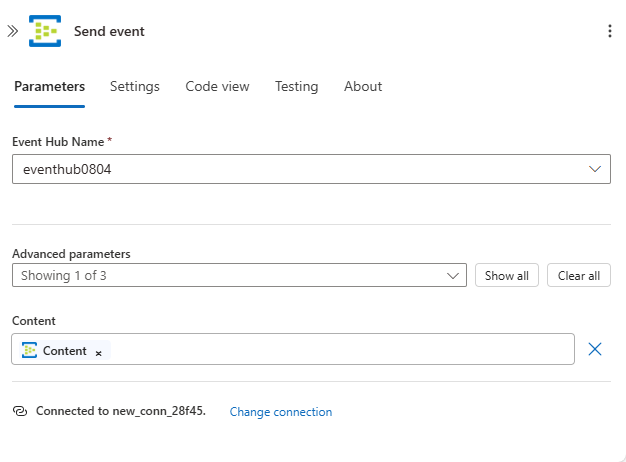 Send event
Parameters Settings Code view Testing About
Event Hub Name *
eventhub0804
Advanced parameters
Showing 1 of 3 Show all Clear all
Content
Content ×
Connected to new_conn_28f45. Change connection